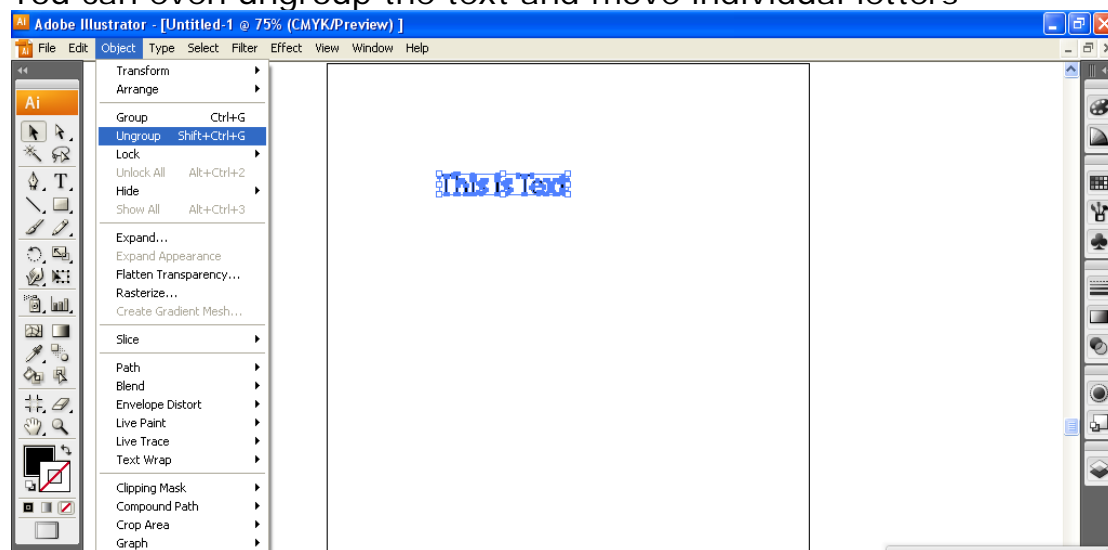 You can even ungroup the text and move individual letters
Adobe Illustrator - [Untitled-1 @ 75% (CMYK/Preview) ]
File Edit Object Type Select Filter Effect View Window Help
Ai
Transform
Arrange
Group Ctrl+G
Ungroup Shift+Ctrl+G
Lock
Unlock All Alt+Ctrl+2
Hide
Show All Alt+Ctrl+3
Expand...
Expand Appearance
Flatten Transparency...
Rasterize...
Create Gradient Mesh...
Slice
Path
Blend
Envelope Distort
Live Paint
Live Trace
Text Wrap
Clipping Mask
Compound Path
Crop Area
Graph
This is Text